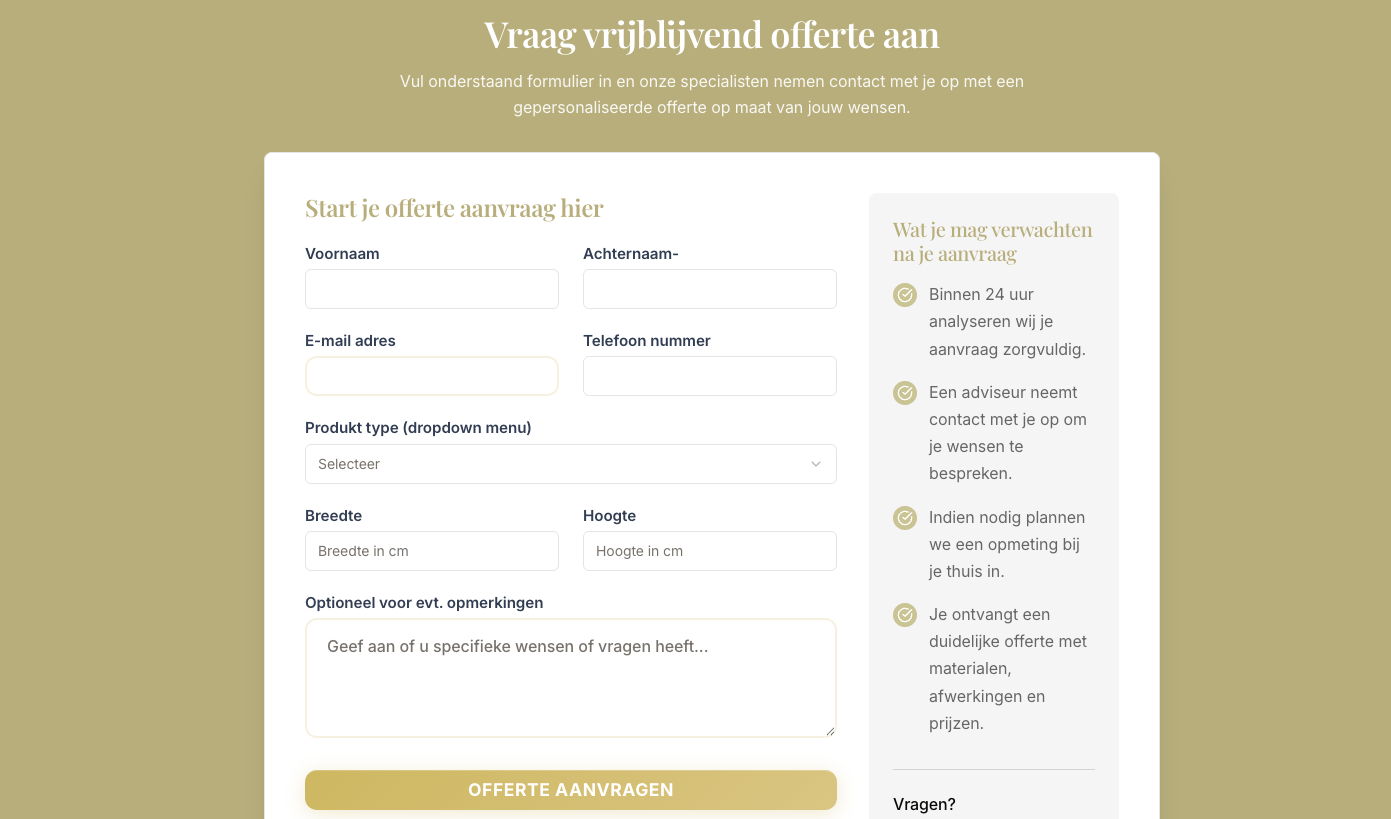 Vraag vrijblijvend offerte aan
Vul onderstaand formulier in en onze specialisten nemen contact met je op met een
gepersonaliseerde offerte op maat van jouw wensen.
Start je offerte aanvraag hier
Voornaam
Achternaam-
E-mail adres
Telefoon nummer
Produkt type (dropdown menu)
Selecteer
Breedte
Hoogte
Breedte in cm
Hoogte in cm
Optioneel voor evt. opmerkingen
Geef aan of u specifieke wensen of vragen heeft...
OFFERTE AANVRAGEN
Wat je mag verwachten
na je aanvraag
Binnen 24 uur
analyseren wij je
aanvraag zorgvuldig.
Een adviseur neemt
contact met je op om
je wensen te
bespreken.
Indien nodig plannen
we een opmeting bij
je thuis in.
Je ontvangt een
duidelijke offerte met
materialen,
afwerkingen en
prijzen.
Vragen?